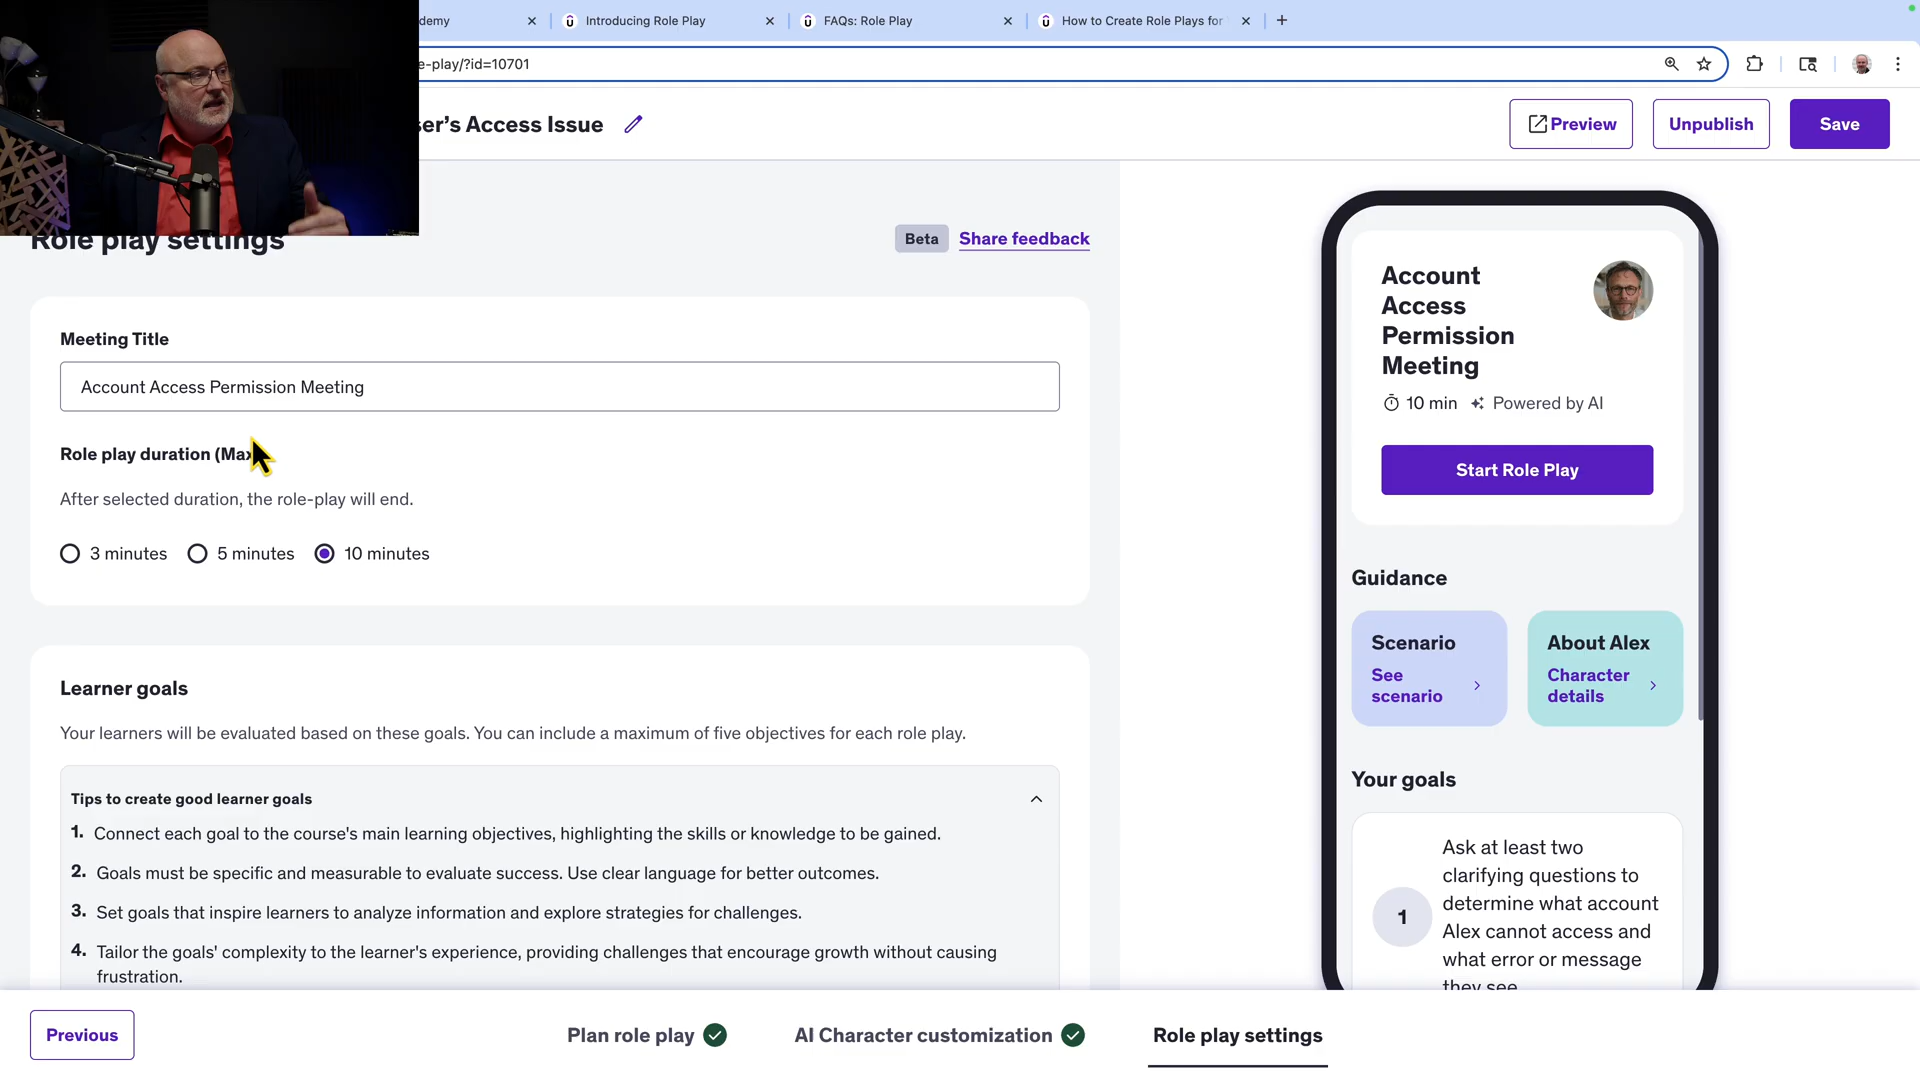 demy
Introducing Role Play
FAQs: Role Play
How to Create Role Plays for
e-play/?id=10701
ser's Access Issue
Preview
Unpublish
Save
Role play settings
Beta
Share feedback
Meeting Title
Account Access Permission Meeting
Role play duration (Max
After selected duration, the role-play will end.
3 minutes
5 minutes
10 minutes
Learner goals
Your learners will be evaluated based on these goals. You can include a maximum of five objectives for each role play.
Tips to create good learner goals
1. Connect each goal to the course's main learning objectives, highlighting the skills or knowledge to be gained.
2. Goals must be specific and measurable to evaluate success. Use clear language for better outcomes.
3. Set goals that inspire learners to analyze information and explore strategies for challenges.
4. Tailor the goals' complexity to the learner's experience, providing challenges that encourage growth without causing
frustration.
Account
Access
Permission
Meeting
10 min
Powered by AI
Start Role Play
Guidance
Scenario
See
scenario
About Alex
Character
details
Your goals
1
Ask at least two
clarifying questions to
determine what account
Alex cannot access and
what error or message
they see
Previous
Plan role play
AI Character customization
Role play settings